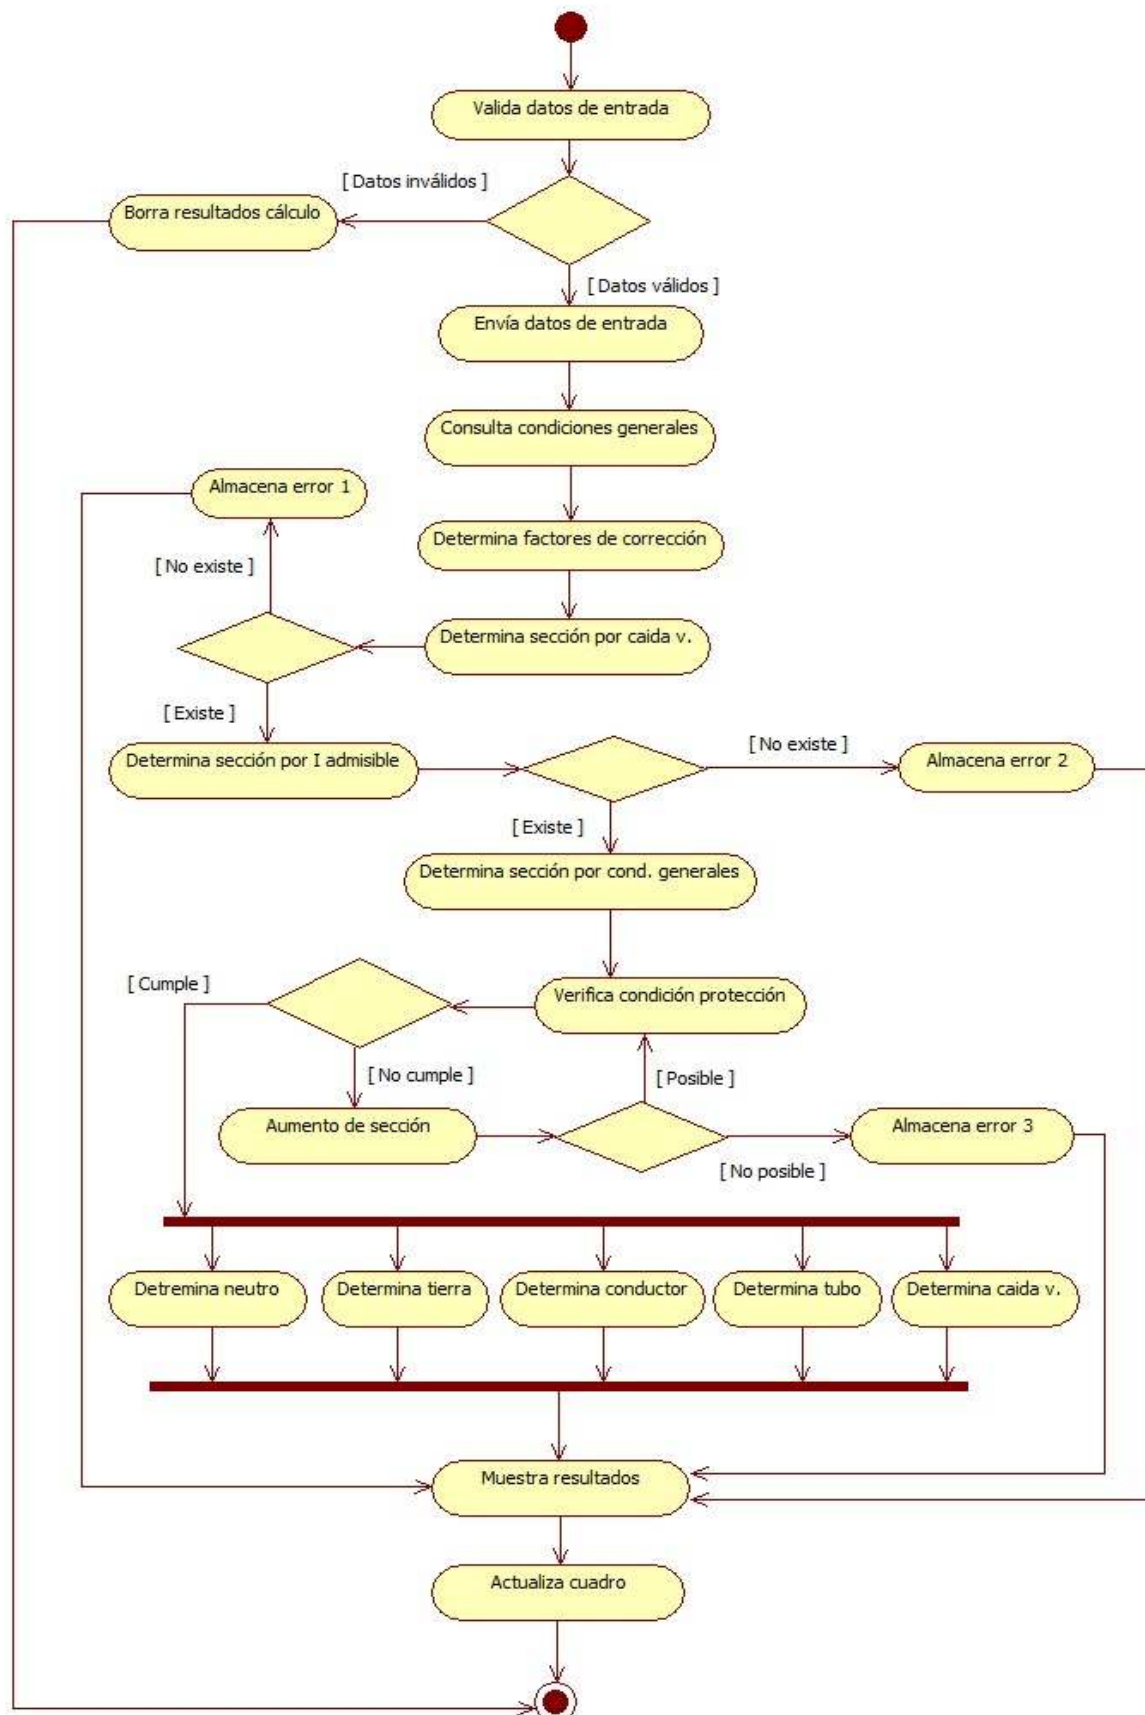 Valida datos de entrada
[ Datos inválidos ]
Borra resultados cálculo
[ Datos válidos ]
Envía datos de entrada
Consulta condiciones generales
Almacena error 1
Determina factores de corrección
[ No existe ]
Determina sección por caida v.
[ Existe ]
Determina sección por I admisible
[ No existe ]
Almacena error 2
[ Existe ]
Determina sección por cond. generales
[ Cumple ]
Verifica condición protección
[ No cumple ]
[ Posible ]
Aumento de sección
Almacena error 3
[ No posible ]
Detremina neutro
Determina tierra
Determina conductor
Determina tubo
Determina caida v.
Muestra resultados
Actualiza cuadro